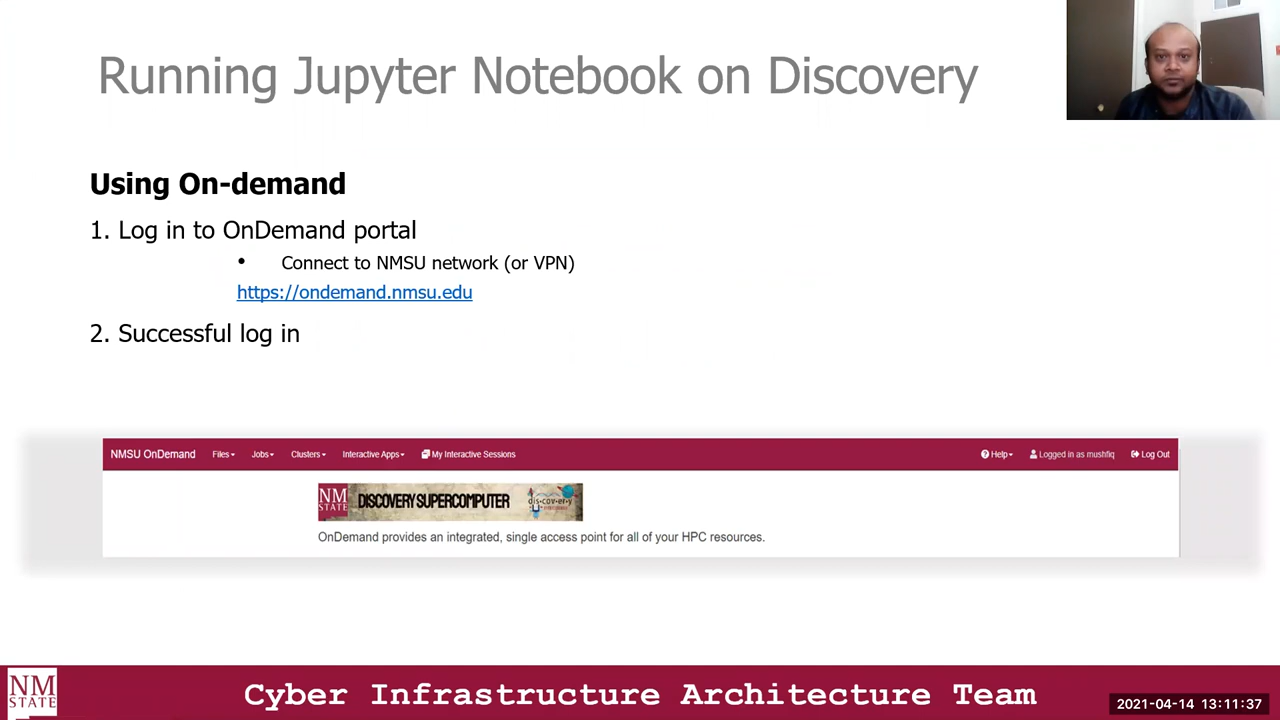 Running Jupyter Notebook on Discovery
Using On-demand
1. Log in to OnDemand portal
• Connect to NMSU network (or VPN)
https://ondemand.nmsu.edu
2. Successful log in
NMSU OnDemand Files Jobs Clusters Interactive Apps My Interactive Sessions Help Logged in as mushfiq Log Out
NM STATE DISCOVERY SUPERCOMPUTER
OnDemand provides an integrated, single access point for all of your HPC resources.
NM
STATE
Cyber Infrastructure Architecture Team
2021-04-14 13:11:37